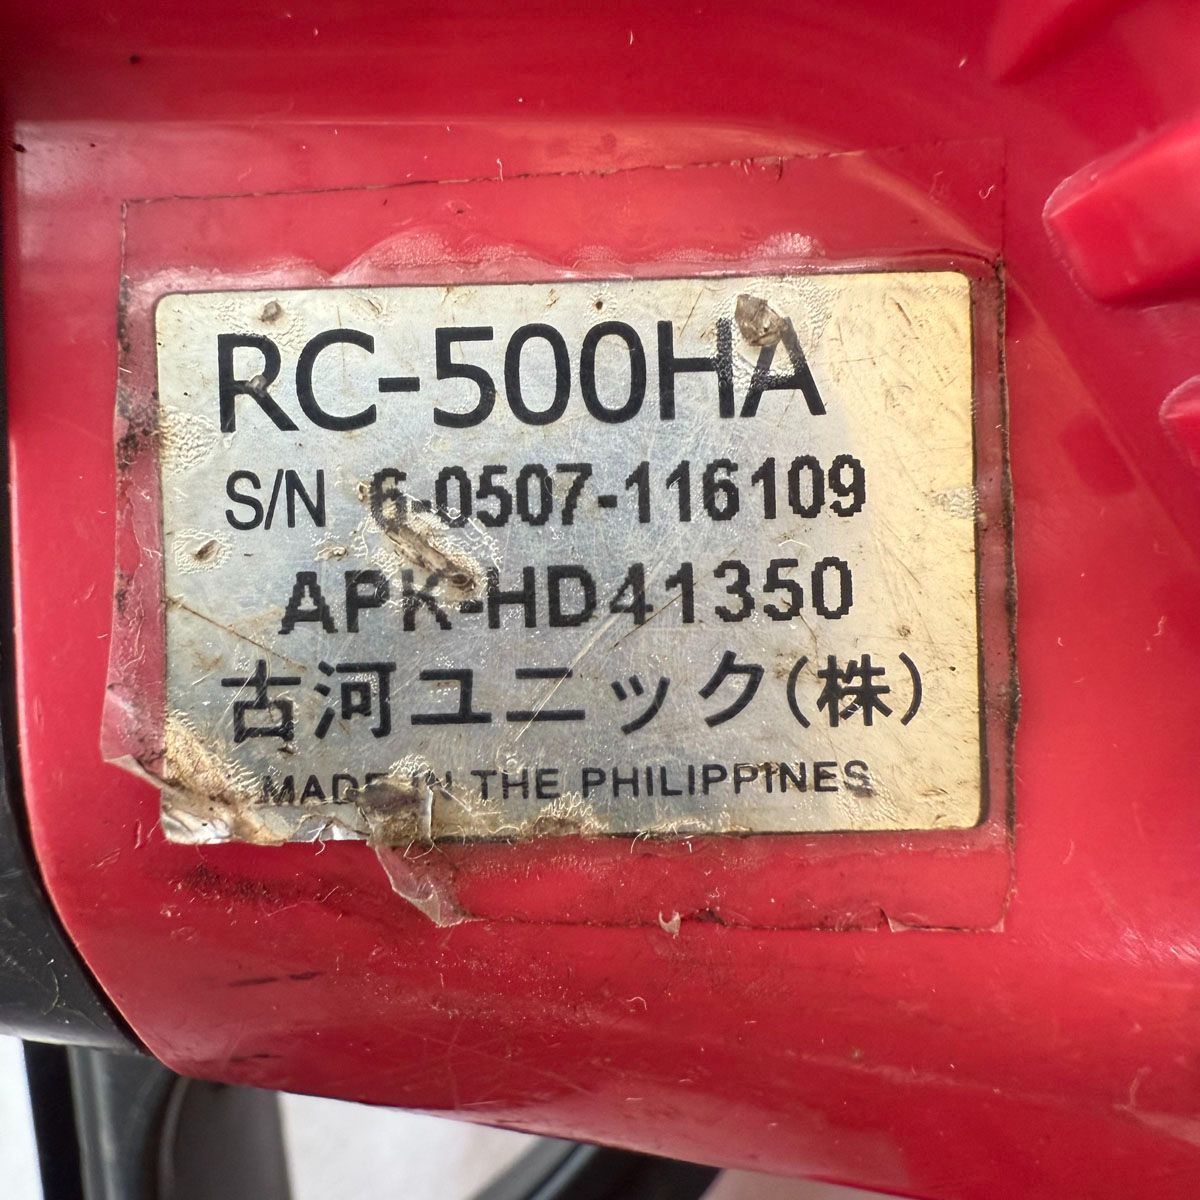 RC-500HA
S/N 6-0507-116109
APK-HD41350
古河ユニック(株)
MADE IN THE PHILIPPINES